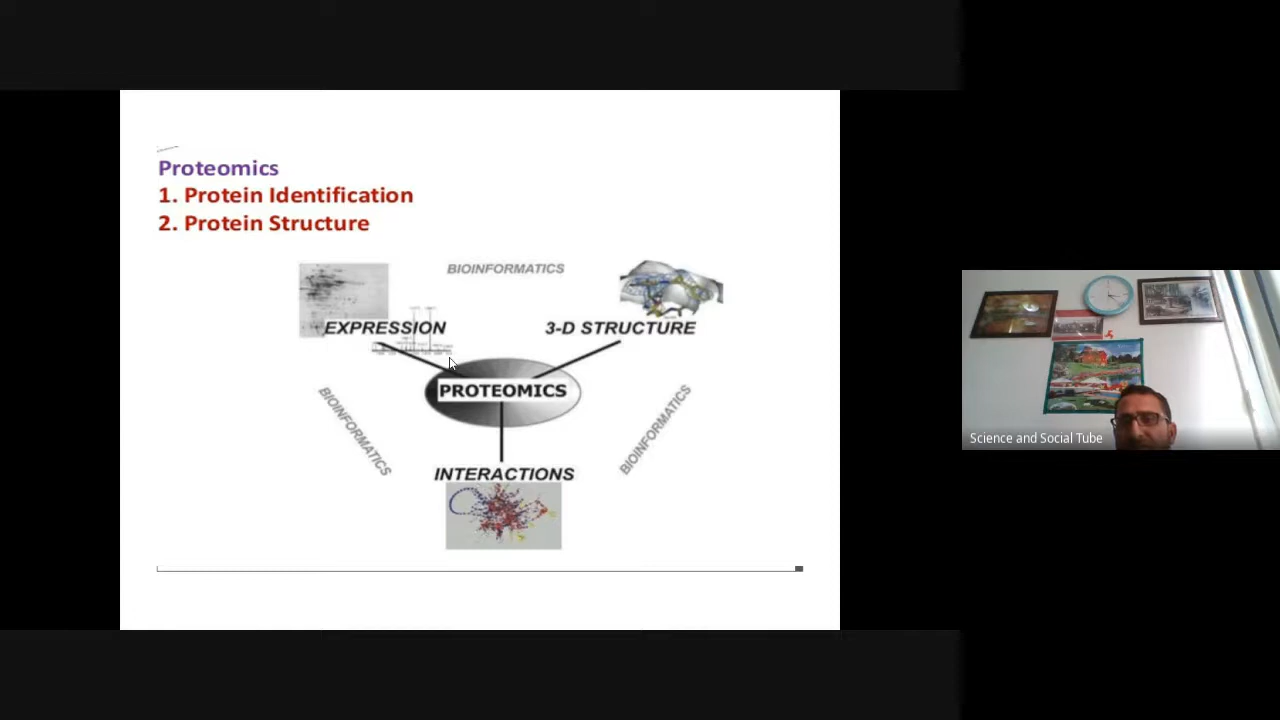 Proteomics
1. Protein Identification
2. Protein Structure
BIOINFORMATICS
EXPRESSION
3-D STRUCTURE
PROTEOMICS
BIOINFORMATICS
BIOINFORMATICS
INTERACTIONS
Science and Social Tube